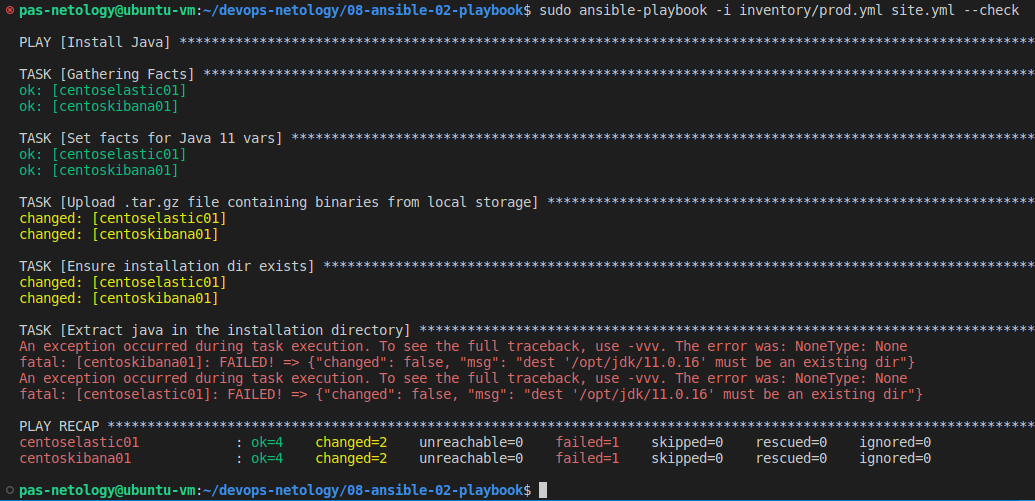 pas-netology@ubuntu-vm:~/devops-netology/08-ansible-02-playbook$ sudo ansible-playbook -i inventory/prod.yml site.yml --check
PLAY [Install Java] ***********************************************************************************************************
TASK [Gathering Facts] ********************************************************************************************************
ok: [centoselastic01]
ok: [centoskibana01]
TASK [Set facts for Java 11 vars] *********************************************************************************************
ok: [centoselastic01]
ok: [centoskibana01]
TASK [Upload .tar.gz file containing binaries from local storage] *************************************************************
changed: [centoselastic01]
changed: [centoskibana01]
TASK [Ensure installation dir exists] *****************************************************************************************
changed: [centoselastic01]
changed: [centoskibana01]
TASK [Extract java in the installation directory] *****************************************************************************
An exception occurred during task execution. To see the full traceback, use -vvv. The error was: NoneType: None
fatal: [centoskibana01]: FAILED! => {"changed": false, "msg": "dest '/opt/jdk/11.0.16' must be an existing dir"}
An exception occurred during task execution. To see the full traceback, use -vvv. The error was: NoneType: None
fatal: [centoselastic01]: FAILED! => {"changed": false, "msg": "dest '/opt/jdk/11.0.16' must be an existing dir"}
PLAY RECAP ********************************************************************************************************************
centoselastic01            : ok=4    changed=2    unreachable=0    failed=1    skipped=0    rescued=0    ignored=0
centoskibana01             : ok=4    changed=2    unreachable=0    failed=1    skipped=0    rescued=0    ignored=0
pas-netology@ubuntu-vm:~/devops-netology/08-ansible-02-playbook$